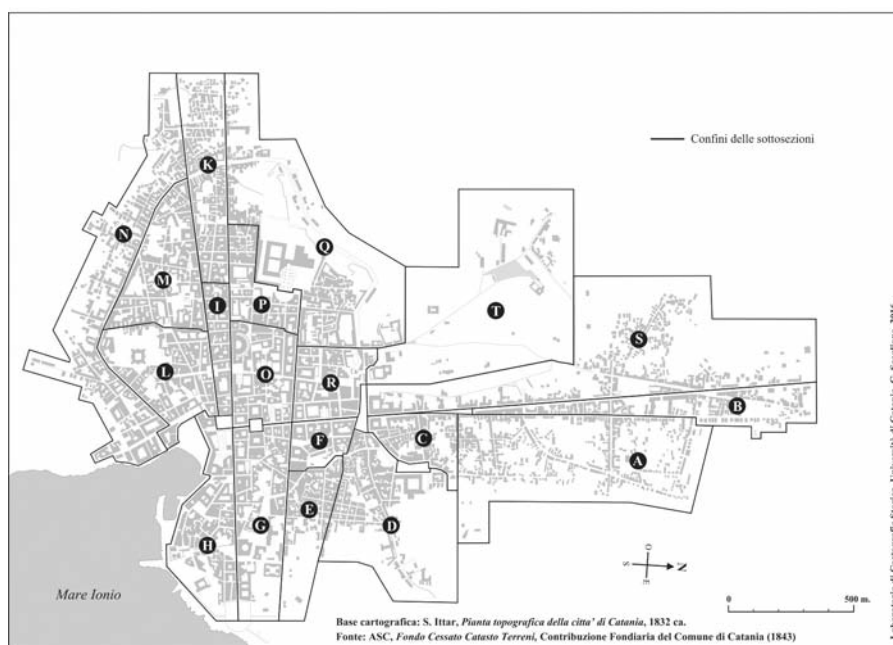 Confini delle sottosezioni
K
N
Q
M
I
P
T
S
L
O
R
B
F
C
A
E
G
D
H
O
S
N
E
Mare Ionio
0
500 m.
Base cartografica: S. Ittar, Pianta topografica della citta' di Catania, 1832 ca.
Fonte: ASC, Fondo Cessato Catasto Terreni, Contribuzione Fondiaria del Comune di Catania (1843)